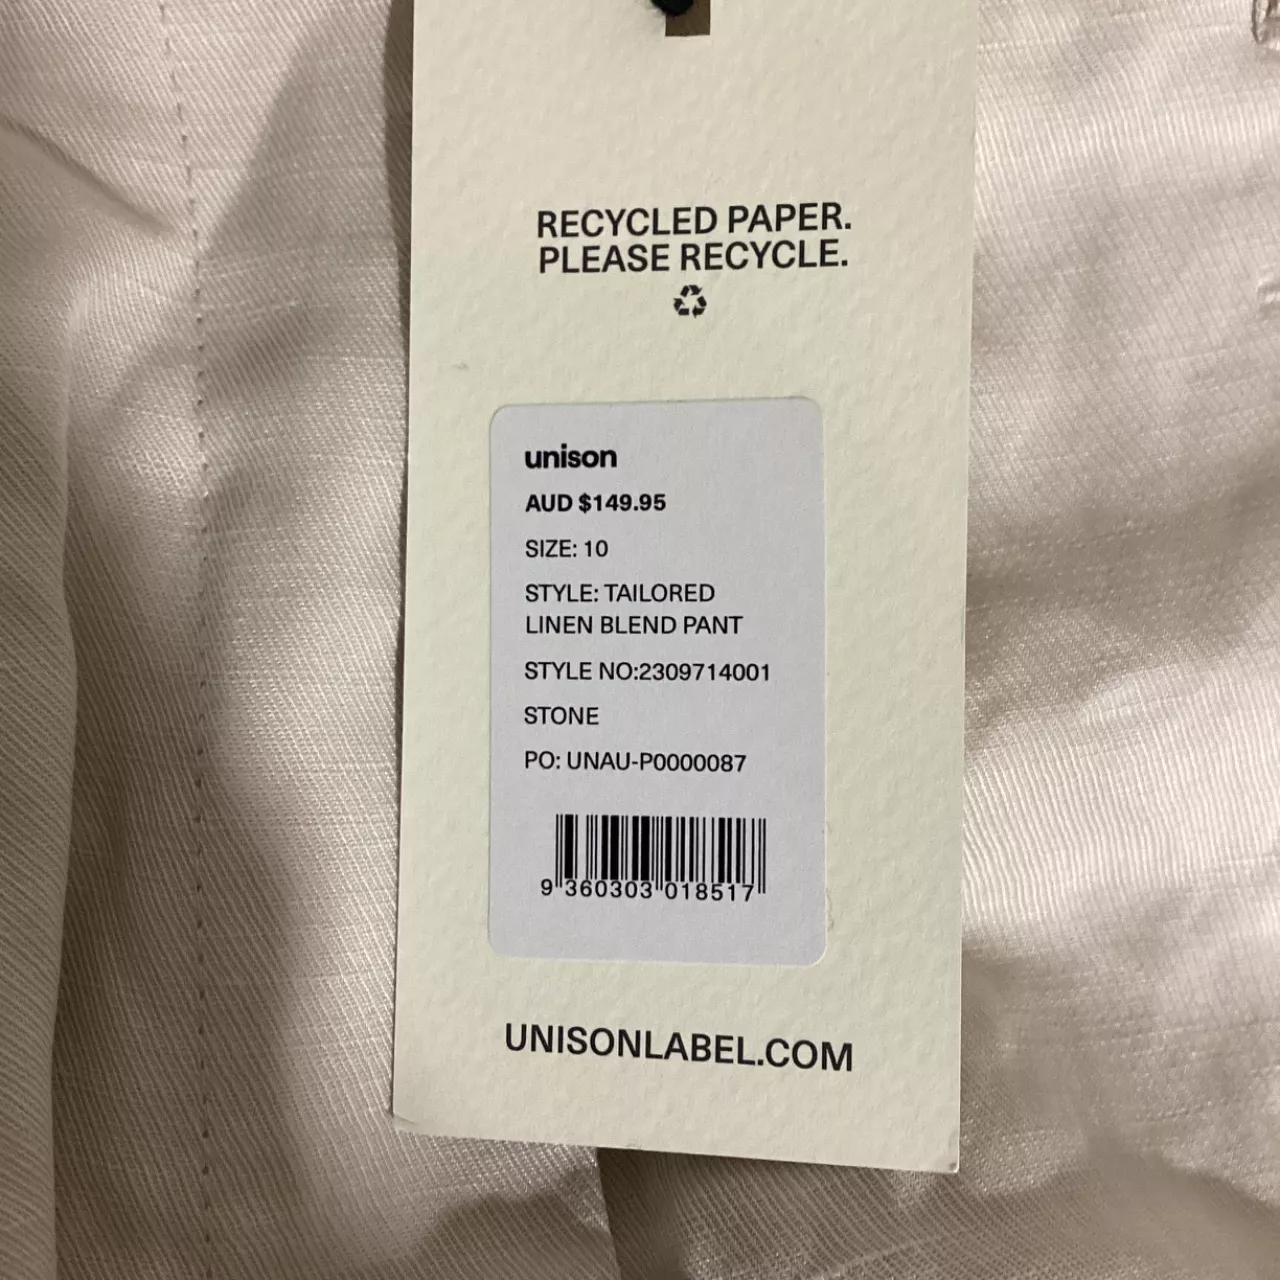 RECYCLED PAPER.
PLEASE RECYCLE.
unison
AUD $149.95
SIZE: 10
STYLE: TAILORED
LINEN BLEND PANT
STYLE NO:2309714001
STONE
PO: UNAU-P0000087
9 360303 018517
UNISONLABEL.COM